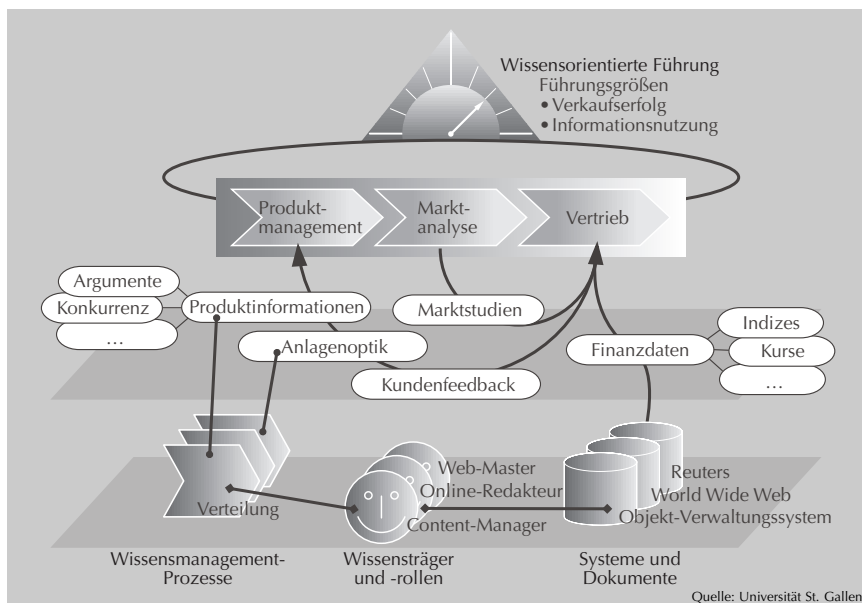 Wissensorientierte Führung
Führungsgrößen
• Verkaufserfolg
• Informationsnutzung
Produkt-
management
Markt-
analyse
Vertrieb
Argumente
Konkurrenz
...
Produktinformationen
Anlagenoptik
Marktstudien
Kundenfeedback
Finanzdaten
Indizes
Kurse
...
Verteilung
Web-Master
Online-Redakteur
Content-Manager
Reuters
World Wide Web
Objekt-Verwaltungssystem
Wissensmanagement-
Prozesse
Wissensträger
und -rollen
Systeme und
Dokumente
Quelle: Universität St. Gallen